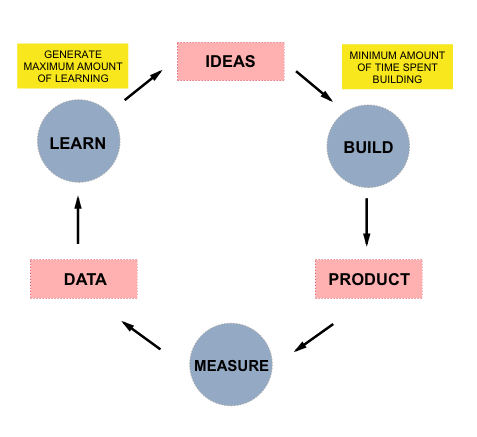 GENERATE
MAXIMUM AMOUNT
OF LEARNING
IDEAS
MINIMUM AMOUNT
OF TIME SPENT
BUILDING
LEARN
BUILD
DATA
PRODUCT
MEASURE